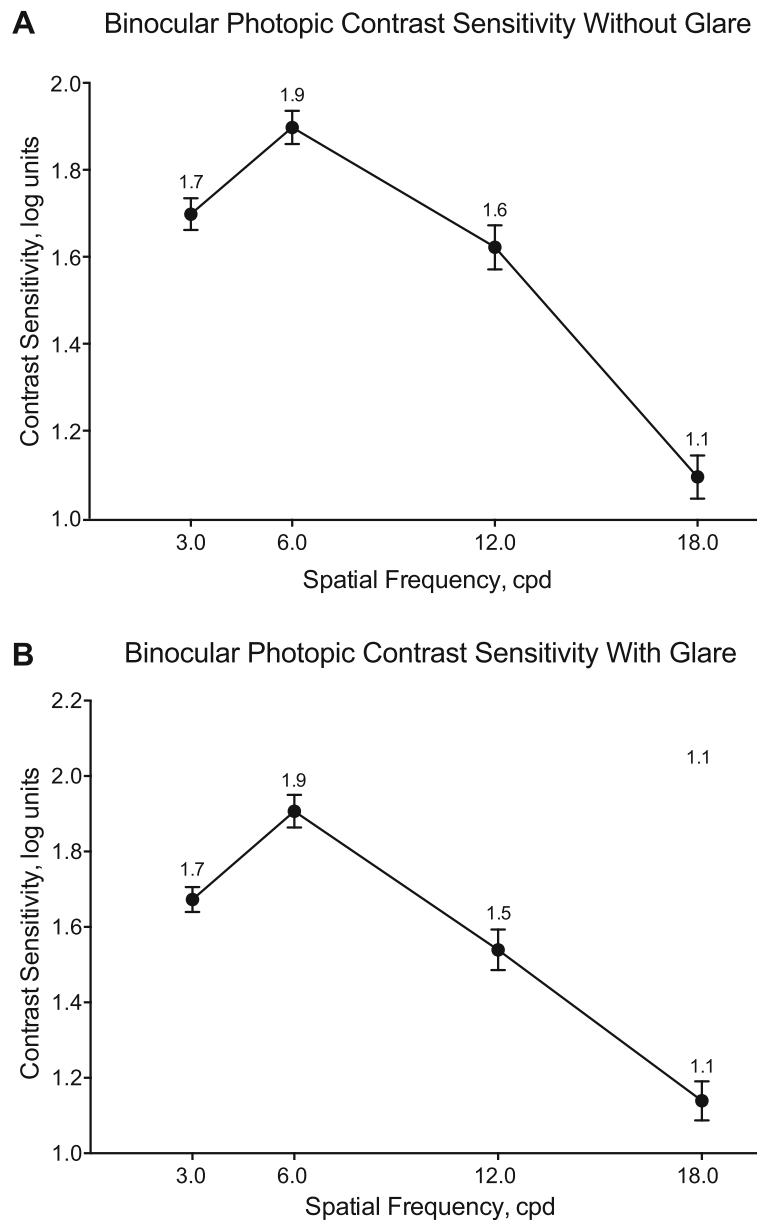 A
Binocular Photopic Contrast Sensitivity Without Glare
Contrast Sensitivity, log units
2.0
1.8
1.6
1.4
1.2
1.0
1.7
1.9
1.6
1.1
3.0 6.0 12.0 18.0
Spatial Frequency, cpd
B
Binocular Photopic Contrast Sensitivity With Glare
Contrast Sensitivity, log units
2.2
2.0
1.8
1.6
1.4
1.2
1.0
1.1
1.7
1.9
1.5
1.1
3.0 6.0 12.0 18.0
Spatial Frequency, cpd